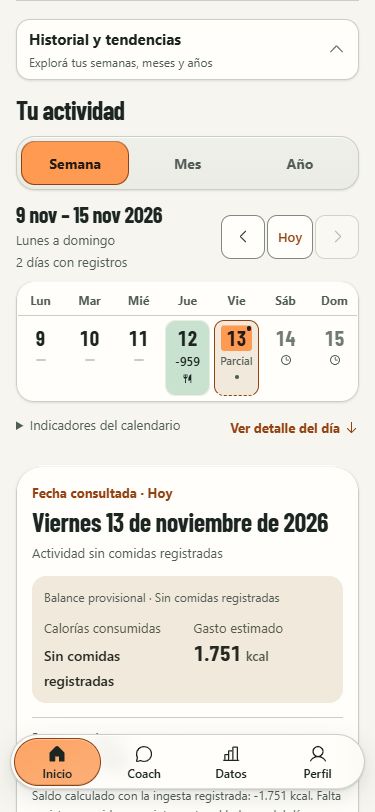 Historial y tendencias
Explorá tus semanas, meses y años
Tu actividad
Semana Mes Año
9 nov – 15 nov 2026
Lunes a domingo
2 días con registros
Hoy
Lun Mar Mié Jue Vie Sáb Dom
9 10 11 12 13 14 15
— — — -959 Parcial
Indicadores del calendario
Ver detalle del día ↓
Fecha consultada · Hoy
Viernes 13 de noviembre de 2026
Actividad sin comidas registradas
Balance provisional · Sin comidas registradas
Calorías consumidas Gasto estimado
Sin comidas registradas 1.751 kcal
Inicio Coach Datos Perfil
Saldo calculado con la ingesta registrada: -1.751 kcal. Falta